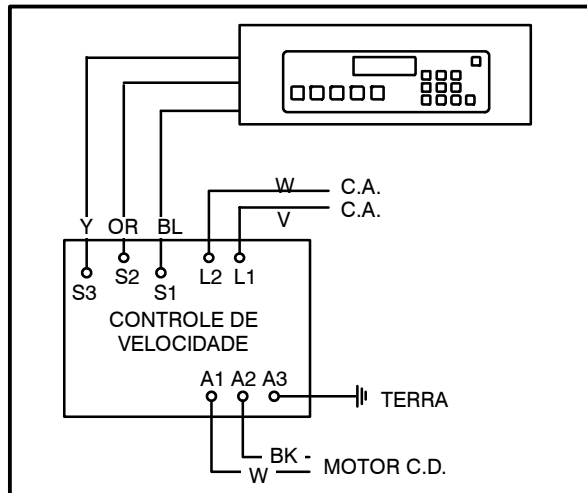 W C.A.
V C.A.
Y OR BL
S3 S2 S1 L2 L1
CONTROLE DE
VELOCIDADE
A1 A2 A3
TERRA
BK
W MOTOR C.D.